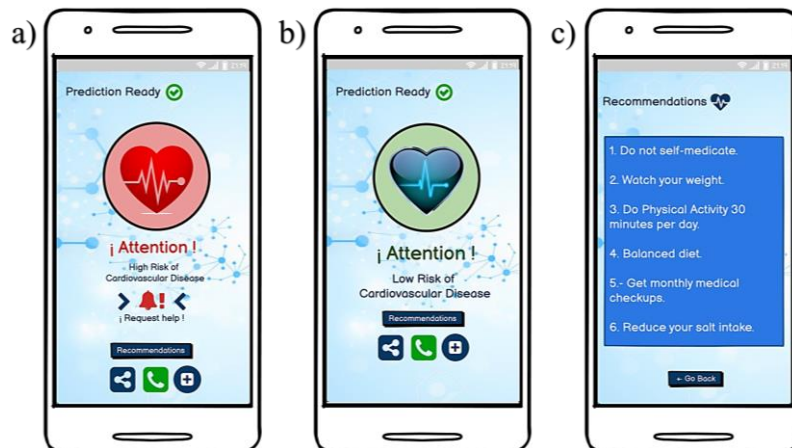 a)
Prediction Ready
¡ Attention !
High Risk of
Cardiovascular Disease
¡ Request help !
Recommendations
b)
Prediction Ready
¡ Attention !
Low Risk of
Cardiovascular Disease
Recommendations
c)
Recommendations
1. Do not self-medicate.
2. Watch your weight.
3. Do Physical Activity 30
minutes per day.
4. Balanced diet.
5.- Get monthly medical
checkups.
6. Reduce your salt intake.
← Go Back